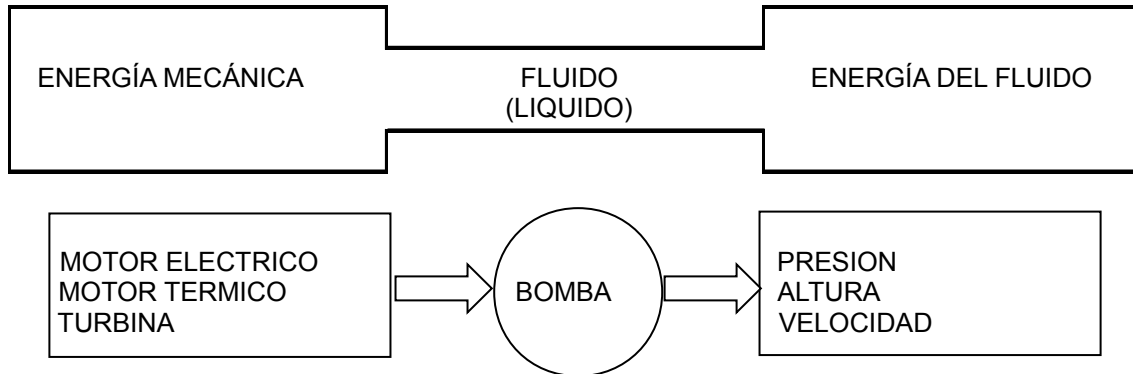 ENERGÍA MECÁNICA
FLUIDO
(LIQUIDO)
ENERGÍA DEL FLUIDO
MOTOR ELECTRICO
MOTOR TERMICO
TURBINA
BOMBA
PRESION
ALTURA
VELOCIDAD